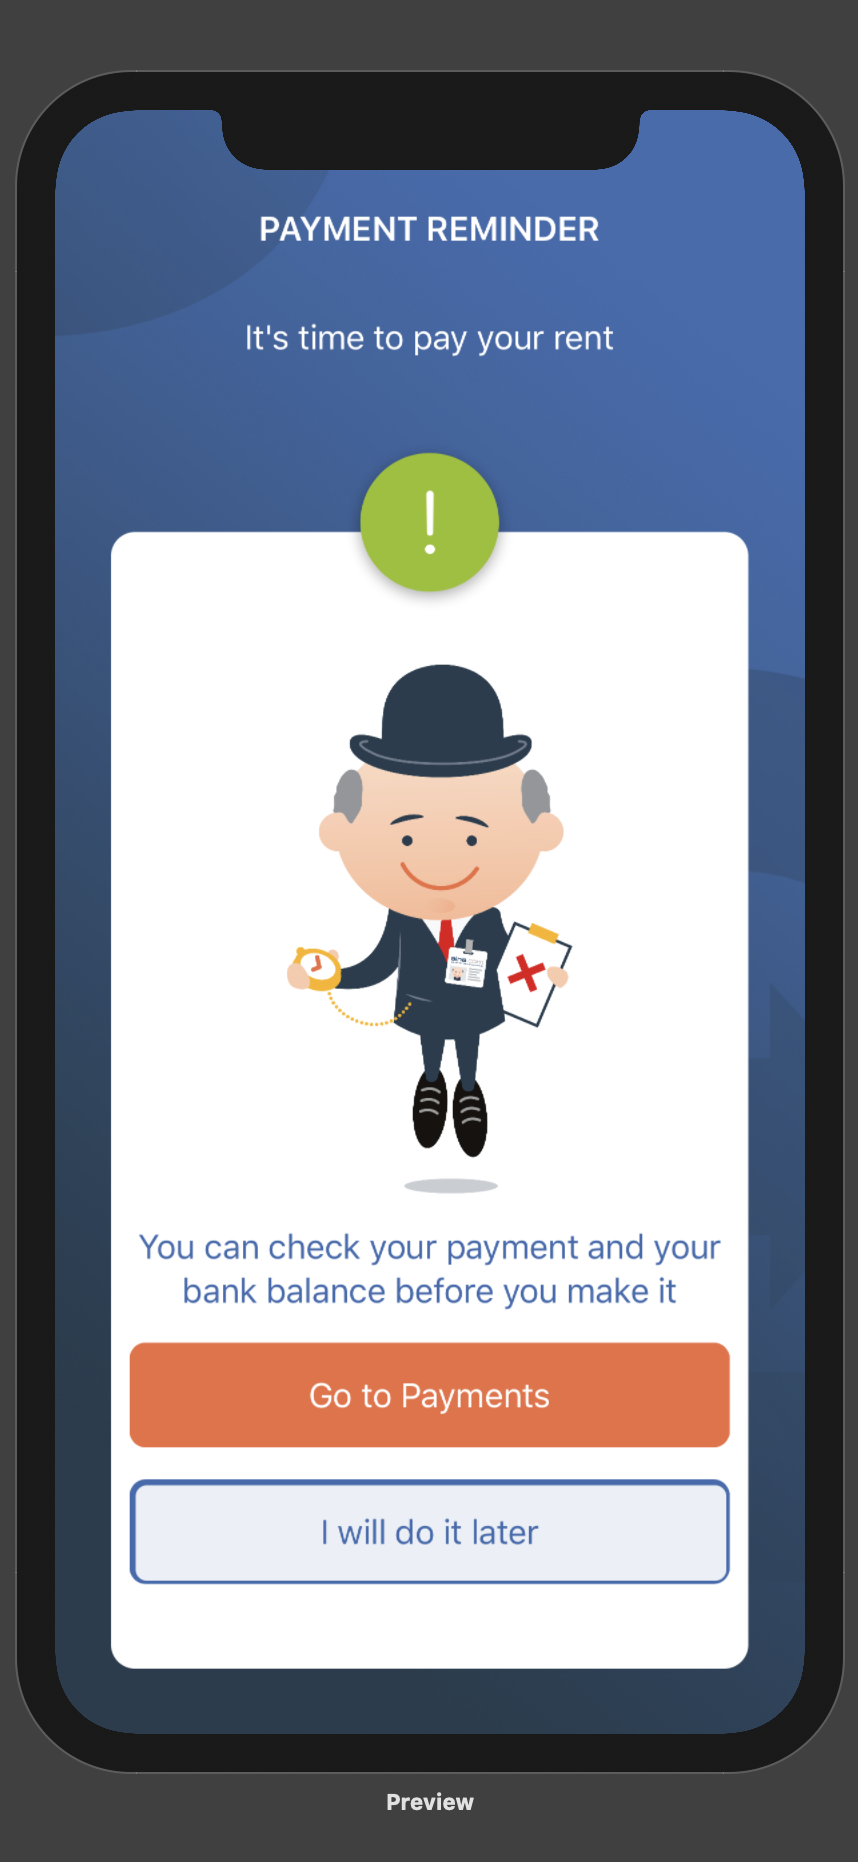 PAYMENT REMINDER
It's time to pay your rent
!
You can check your payment and your
bank balance before you make it
Go to Payments
I will do it later
Preview